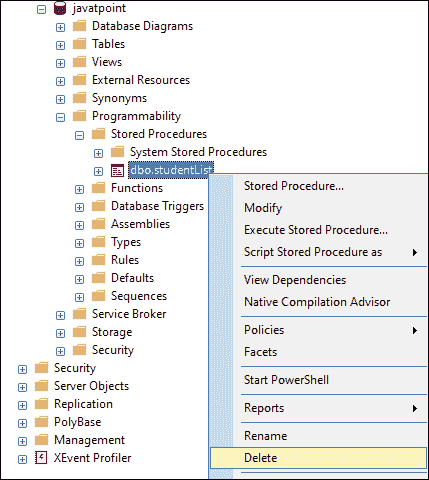 javatpoint
Database Diagrams
Tables
Views
External Resources
Synonyms
Programmability
Stored Procedures
System Stored Procedures
dbo.studentList
Functions
Database Triggers
Assemblies
Types
Rules
Defaults
Sequences
Service Broker
Storage
Security
Security
Server Objects
Replication
PolyBase
Management
XEvent Profiler
Stored Procedure...
Modify
Execute Stored Procedure...
Script Stored Procedure as
View Dependencies
Native Compilation Advisor
Policies
Facets
Start PowerShell
Reports
Rename
Delete